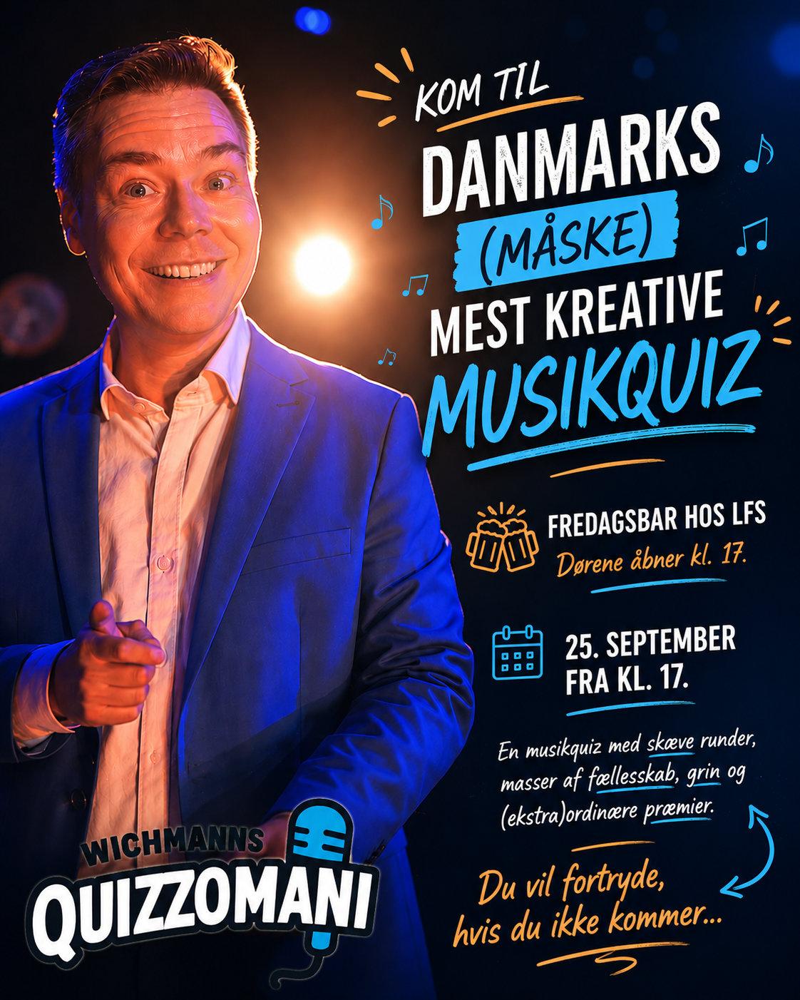 KOM TIL
DANMARKS
(MÅSKE)
MEST KREATIVE
MUSIKQUIZ
FREDAGSBAR HOS LFS
Dørene åbner kl. 17.
25. SEPTEMBER
FRA KL. 17.
En musikquiz med skæve runder,
masser af fællesskab, grin og
(ekstra)ordinære præmier.
Du vil fortryde,
hvis du ikke kommer...
WICHMANNS
QUIZZOMANI